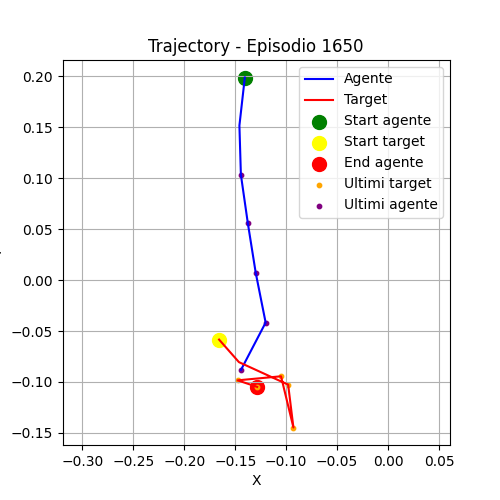 Trajectory - Episodio 1650
Agente
Target
Start agente
Start target
End agente
Ultimi target
Ultimi agente
0.20
0.15
0.10
0.05
0.00
−0.05
−0.10
−0.15
−0.30
−0.25
−0.20
−0.15
−0.10
−0.05
0.00
0.05
X